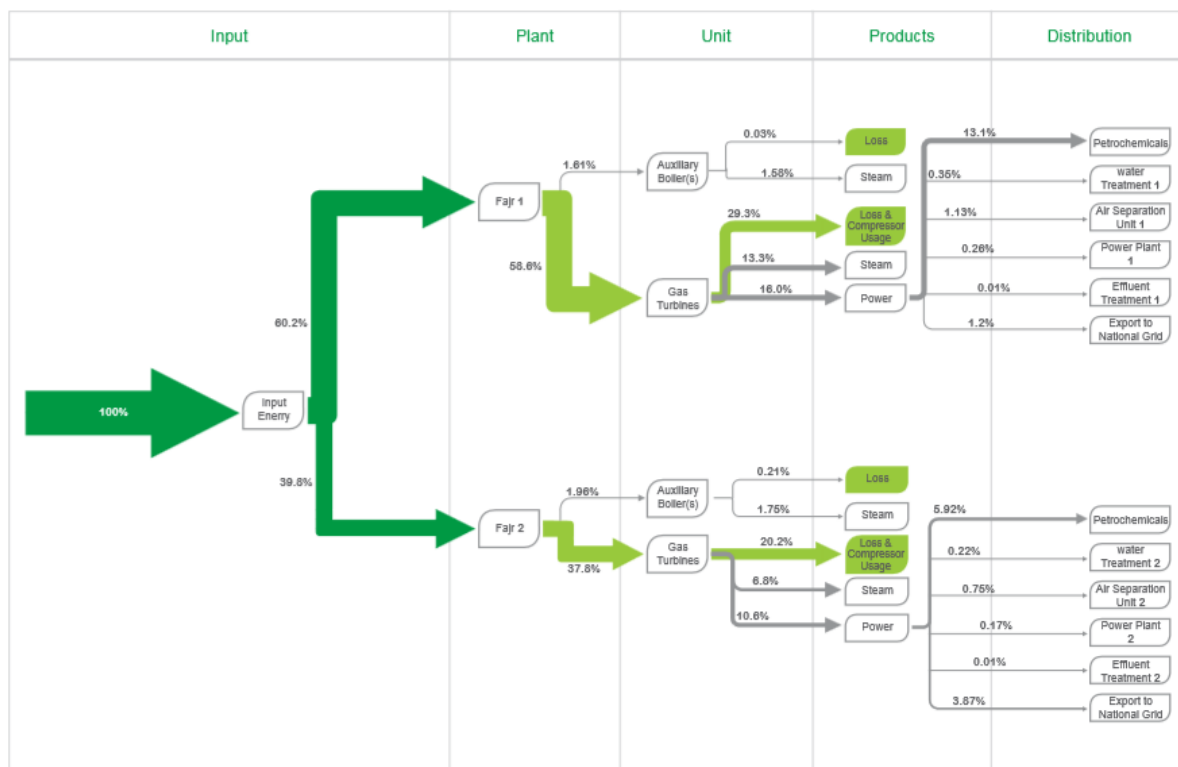 Input
Plant
Unit
Products
Distribution
100%
Input
Enerry
60.2%
39.8%
Fajr 1
1.61%
58.6%
Auxiliary
Boiler(s)
0.03%
Loss
1.58%
Steam
Gas
Turbines
29.3%
Loss &
Compressor
Usage
13.3%
Steam
16.0%
Power
13.1%
Petrochemicals
0.35%
water
Treatment 1
1.13%
Air Separation
Unit 1
0.26%
Power Plant
1
0.01%
Effluent
Treatment 1
1.2%
Export to
National Grid
Fajr 2
1.96%
37.8%
Auxiliary
Boiler(s)
0.21%
Loss
1.75%
Steam
Gas
Turbines
20.2%
Loss &
Compressor
Usage
6.8%
Steam
10.6%
Power
5.92%
Petrochemicals
0.22%
water
Treatment 2
0.75%
Air Separation
Unit 2
0.17%
Power Plant
2
0.01%
Effluent
Treatment 2
3.87%
Export to
National Grid